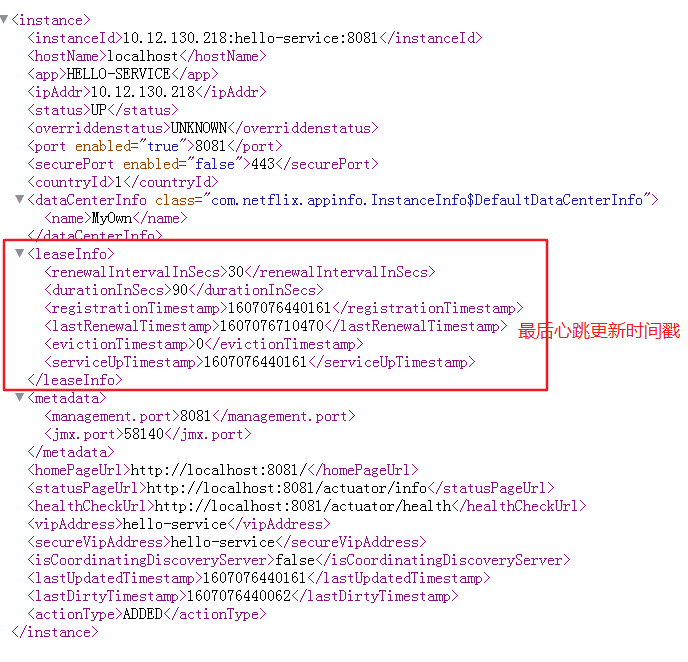 <instance>
<instanceId>10.12.130.218:hello-service:8081</instanceId>
<hostName>localhost</hostName>
<app>HELLO-SERVICE</app>
<ipAddr>10.12.130.218</ipAddr>
<status>UP</status>
<overriddenstatus>UNKNOWN</overriddenstatus>
<port enabled="true">8081</port>
<securePort enabled="false">443</securePort>
<countryId>1</countryId>
<dataCenterInfo class="com.netflix.appinfo.InstanceInfo$DefaultDataCenterInfo">
<name>MyOwn</name>
</dataCenterInfo>
<leaseInfo>
<renewalIntervalInSecs>30</renewalIntervalInSecs>
<durationInSecs>90</durationInSecs>
<registrationTimestamp>1607076440161</registrationTimestamp>
<lastRenewalTimestamp>1607076710470</lastRenewalTimestamp> 最后心跳更新时间戳
<evictionTimestamp>0</evictionTimestamp>
<serviceUpTimestamp>1607076440161</serviceUpTimestamp>
</leaseInfo>
<metadata>
<management.port>8081</management.port>
<jmx.port>58140</jmx.port>
</metadata>
<homePageUrl>http://localhost:8081/</homePageUrl>
<statusPageUrl>http://localhost:8081/actuator/info</statusPageUrl>
<healthCheckUrl>http://localhost:8081/actuator/health</healthCheckUrl>
<vipAddress>hello-service</vipAddress>
<secureVipAddress>hello-service</secureVipAddress>
<isCoordinatingDiscoveryServer>false</isCoordinatingDiscoveryServer>
<lastUpdatedTimestamp>1607076440161</lastUpdatedTimestamp>
<lastDirtyTimestamp>1607076440062</lastDirtyTimestamp>
<actionType>ADDED</actionType>
</instance>